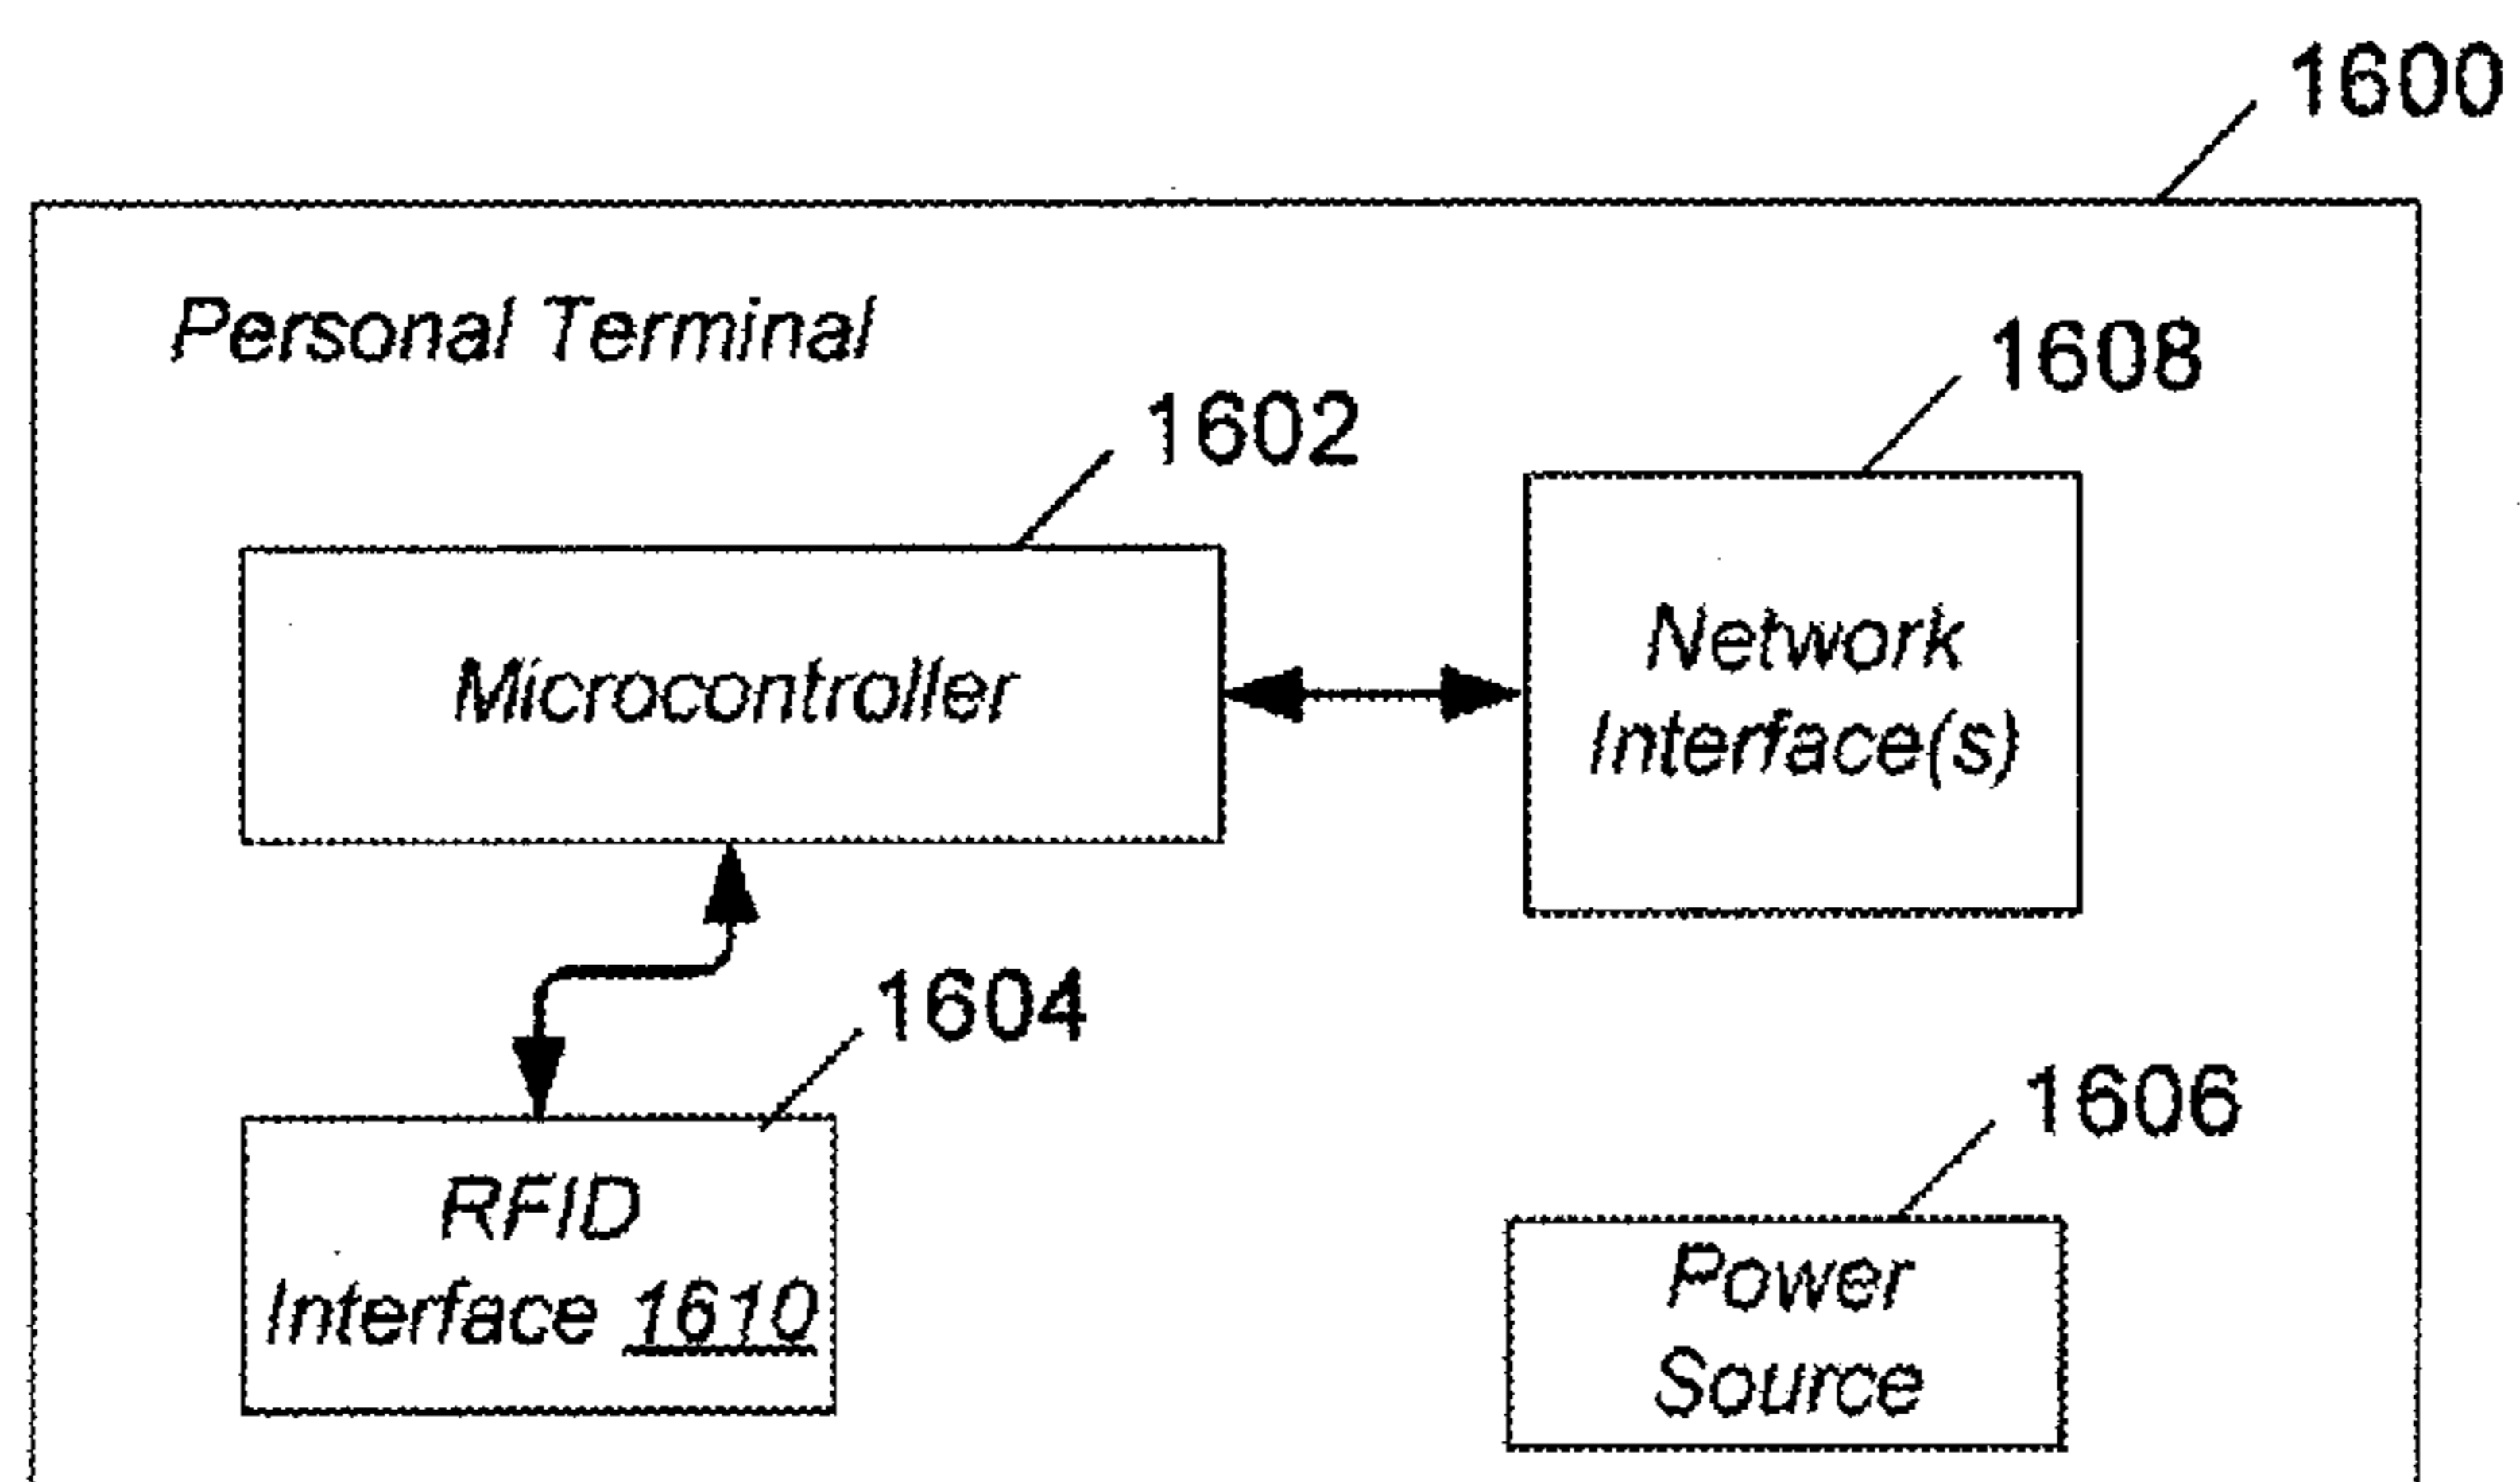 1600
Personal Terminal
1608
1602
Microcontroller
Network
Interface(s)
1604
1606
RFID
Interface 1610
Power
Source